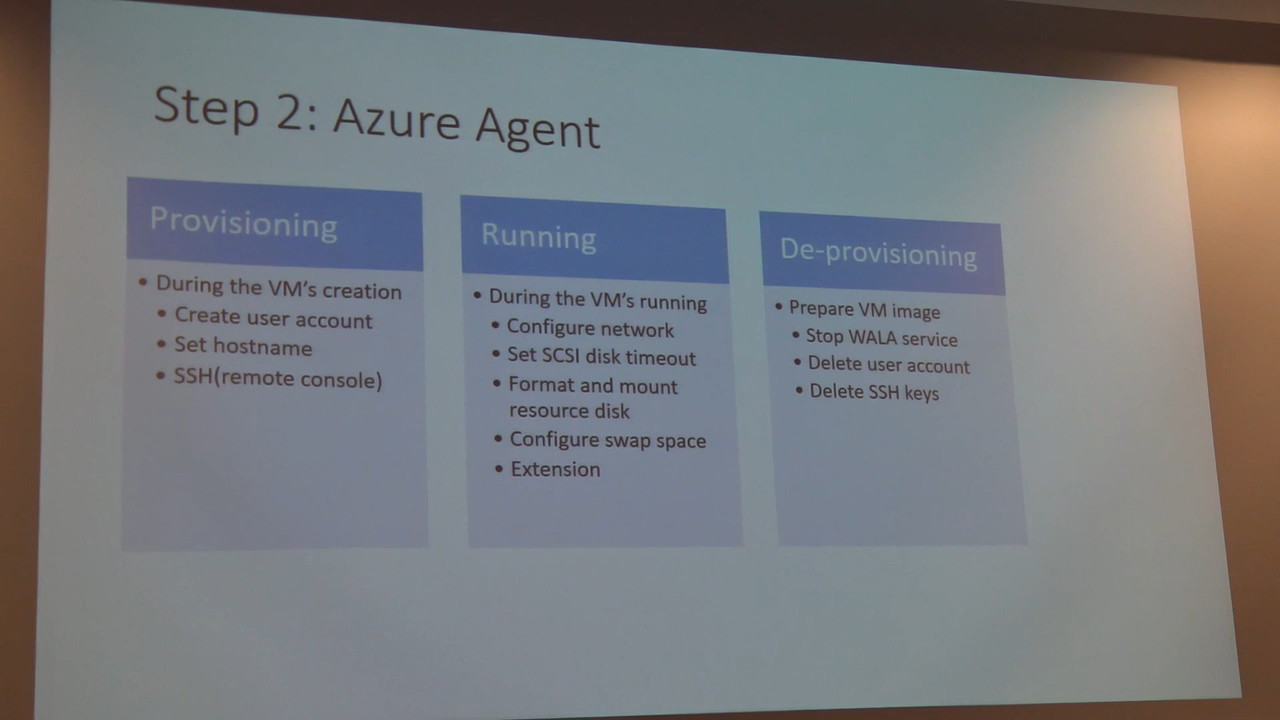 Step 2: Azure Agent
Provisioning
• During the VM's creation
• Create user account
• Set hostname
• SSH(remote console)
Running
• During the VM's running
• Configure network
• Set SCSI disk timeout
• Format and mount
resource disk
• Configure swap space
• Extension
De-provisioning
• Prepare VM image
• Stop WALA service
• Delete user account
• Delete SSH keys